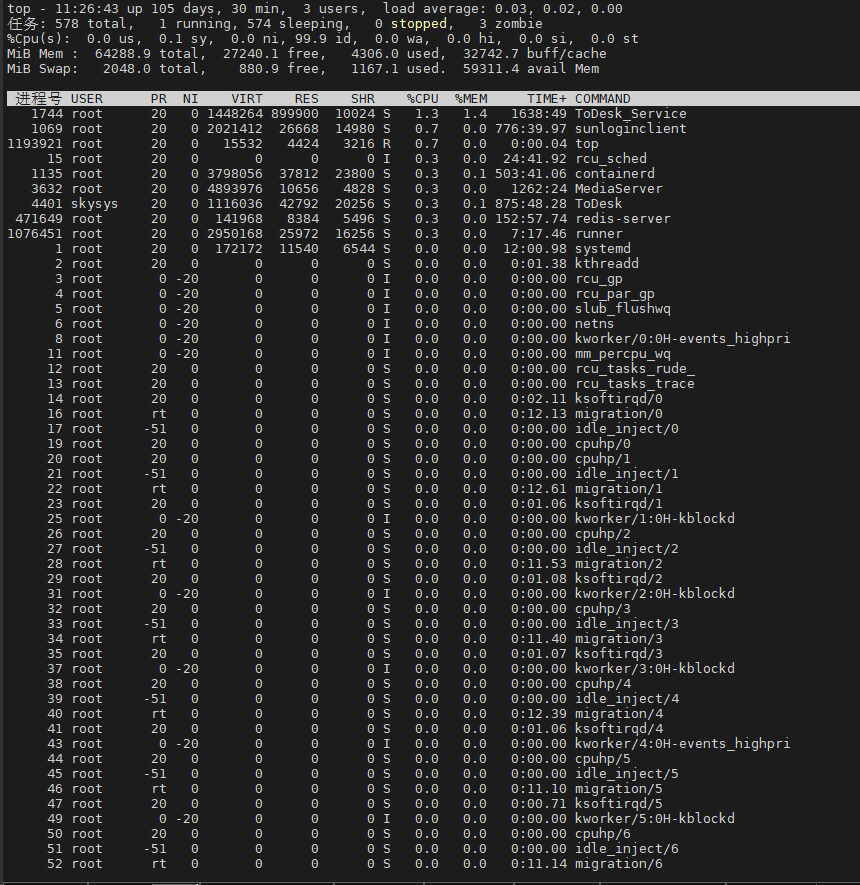 top - 11:26:43 up 105 days, 30 min,  3 users,  load average: 0.03, 0.02, 0.00
任务: 578 total,   1 running, 574 sleeping,   0 stopped,   3 zombie
%Cpu(s):  0.0 us,  0.1 sy,  0.0 ni, 99.9 id,  0.0 wa,  0.0 hi,  0.0 si,  0.0 st
MiB Mem :  64288.9 total,  27240.1 free,   4306.0 used,  32742.7 buff/cache
MiB Swap:   2048.0 total,    880.9 free,   1167.1 used.  59311.4 avail Mem
进程号 USER      PR  NI    VIRT    RES    SHR    %CPU  %MEM     TIME+ COMMAND
1744 root      20   0 1448264 899900  10024 S   1.3   1.4   1638:49 ToDesk_Service
1069 root      20   0 2021412  26668  14980 S   0.7   0.0 776:39.97 sunloginclient
1193921 root      20   0   15532   4424   3216 R   0.7   0.0   0:00.04 top
15 root      20   0       0      0      0 I   0.3   0.0  24:41.92 rcu_sched
1135 root      20   0 3798056  37812  23800 S   0.3   0.1 503:41.06 containerd
3632 root      20   0 4893976  10656   4828 S   0.3   0.0   1262:24 MediaServer
4401 skysys    20   0 1116036  42792  20256 S   0.3   0.1 875:48.28 ToDesk
471649 root      20   0  141968   8384   5496 S   0.3   0.0 152:57.74 redis-server
1076451 root      20   0 2950168  25972  16256 S   0.3   0.0   7:17.46 runner
1 root      20   0  172172  11540   6544 S   0.0   0.0  12:00.98 systemd
2 root      20   0       0      0      0 S   0.0   0.0   0:01.38 kthreadd
3 root       0 -20       0      0      0 I   0.0   0.0   0:00.00 rcu_gp
4 root       0 -20       0      0      0 I   0.0   0.0   0:00.00 rcu_par_gp
5 root       0 -20       0      0      0 I   0.0   0.0   0:00.00 slub_flushwq
6 root       0 -20       0      0      0 I   0.0   0.0   0:00.00 netns
8 root       0 -20       0      0      0 I   0.0   0.0   0:00.00 kworker/0:0H-events_highpri
11 root       0 -20       0      0      0 I   0.0   0.0   0:00.00 mm_percpu_wq
12 root      20   0       0      0      0 S   0.0   0.0   0:00.00 rcu_tasks_rude_
13 root      20   0       0      0      0 S   0.0   0.0   0:00.00 rcu_tasks_trace
14 root      20   0       0      0      0 S   0.0   0.0   0:02.11 ksoftirqd/0
16 root      rt   0       0      0      0 S   0.0   0.0   0:12.13 migration/0
17 root     -51   0       0      0      0 S   0.0   0.0   0:00.00 idle_inject/0
19 root      20   0       0      0      0 S   0.0   0.0   0:00.00 cpuhp/0
20 root      20   0       0      0      0 S   0.0   0.0   0:00.00 cpuhp/1
21 root     -51   0       0      0      0 S   0.0   0.0   0:00.00 idle_inject/1
22 root      rt   0       0      0      0 S   0.0   0.0   0:12.61 migration/1
23 root      20   0       0      0      0 S   0.0   0.0   0:01.06 ksoftirqd/1
25 root       0 -20       0      0      0 I   0.0   0.0   0:00.00 kworker/1:0H-kblockd
26 root      20   0       0      0      0 S   0.0   0.0   0:00.00 cpuhp/2
27 root     -51   0       0      0      0 S   0.0   0.0   0:00.00 idle_inject/2
28 root      rt   0       0      0      0 S   0.0   0.0   0:11.53 migration/2
29 root      20   0       0      0      0 S   0.0   0.0   0:01.08 ksoftirqd/2
31 root       0 -20       0      0      0 I   0.0   0.0   0:00.00 kworker/2:0H-kblockd
32 root      20   0       0      0      0 S   0.0   0.0   0:00.00 cpuhp/3
33 root     -51   0       0      0      0 S   0.0   0.0   0:00.00 idle_inject/3
34 root      rt   0       0      0      0 S   0.0   0.0   0:11.40 migration/3
35 root      20   0       0      0      0 S   0.0   0.0   0:01.07 ksoftirqd/3
37 root       0 -20       0      0      0 I   0.0   0.0   0:00.00 kworker/3:0H-kblockd
38 root      20   0       0      0      0 S   0.0   0.0   0:00.00 cpuhp/4
39 root     -51   0       0      0      0 S   0.0   0.0   0:00.00 idle_inject/4
40 root      rt   0       0      0      0 S   0.0   0.0   0:12.39 migration/4
41 root      20   0       0      0      0 S   0.0   0.0   0:01.06 ksoftirqd/4
43 root       0 -20       0      0      0 I   0.0   0.0   0:00.00 kworker/4:0H-events_highpri
44 root      20   0       0      0      0 S   0.0   0.0   0:00.00 cpuhp/5
45 root     -51   0       0      0      0 S   0.0   0.0   0:00.00 idle_inject/5
46 root      rt   0       0      0      0 S   0.0   0.0   0:11.10 migration/5
47 root      20   0       0      0      0 S   0.0   0.0   0:00.71 ksoftirqd/5
49 root       0 -20       0      0      0 I   0.0   0.0   0:00.00 kworker/5:0H-kblockd
50 root      20   0       0      0      0 S   0.0   0.0   0:00.00 cpuhp/6
51 root     -51   0       0      0      0 S   0.0   0.0   0:00.00 idle_inject/6
52 root      rt   0       0      0      0 S   0.0   0.0   0:11.14 migration/6